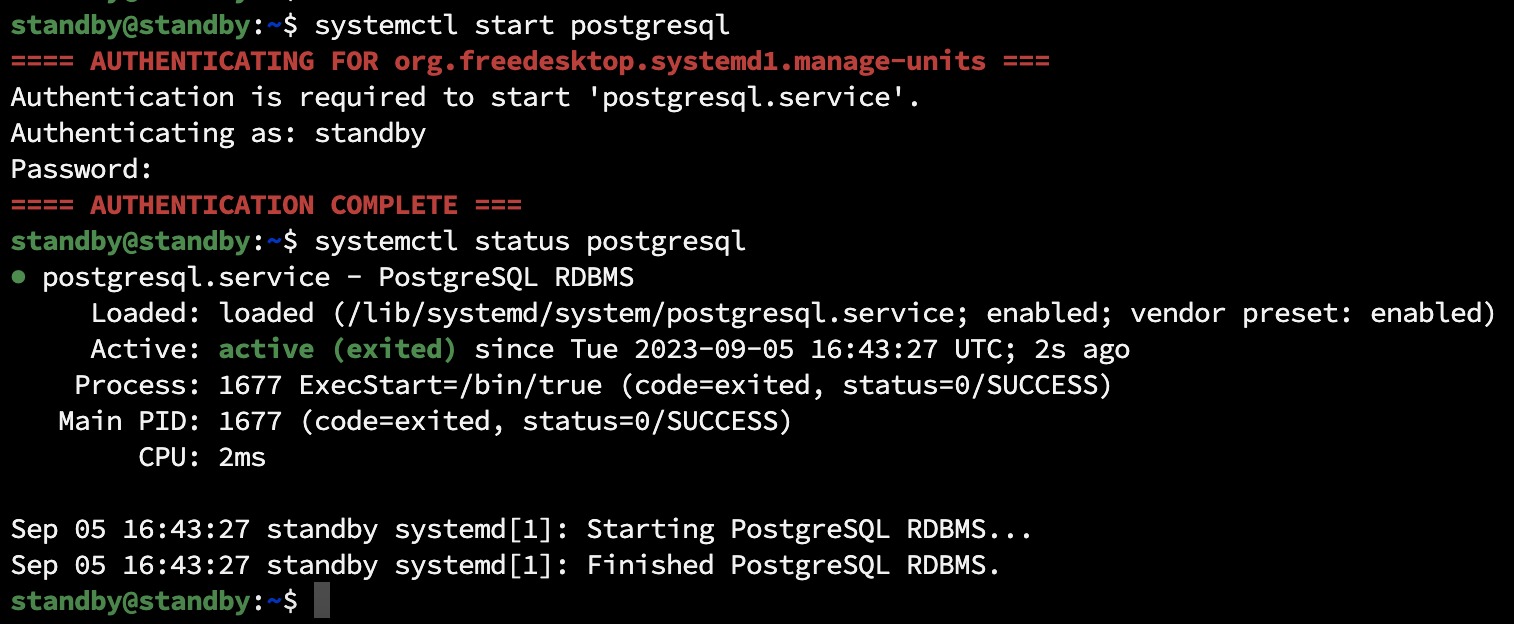 standby@standby:~$ systemctl start postgresql
==== AUTHENTICATING FOR org.freedesktop.systemd1.manage-units ===
Authentication is required to start 'postgresql.service'.
Authenticating as: standby
Password:
==== AUTHENTICATION COMPLETE ===
standby@standby:~$ systemctl status postgresql
● postgresql.service - PostgreSQL RDBMS
     Loaded: loaded (/lib/systemd/system/postgresql.service; enabled; vendor preset: enabled)
     Active: active (exited) since Tue 2023-09-05 16:43:27 UTC; 2s ago
    Process: 1677 ExecStart=/bin/true (code=exited, status=0/SUCCESS)
   Main PID: 1677 (code=exited, status=0/SUCCESS)
        CPU: 2ms

Sep 05 16:43:27 standby systemd[1]: Starting PostgreSQL RDBMS...
Sep 05 16:43:27 standby systemd[1]: Finished PostgreSQL RDBMS.
standby@standby:~$